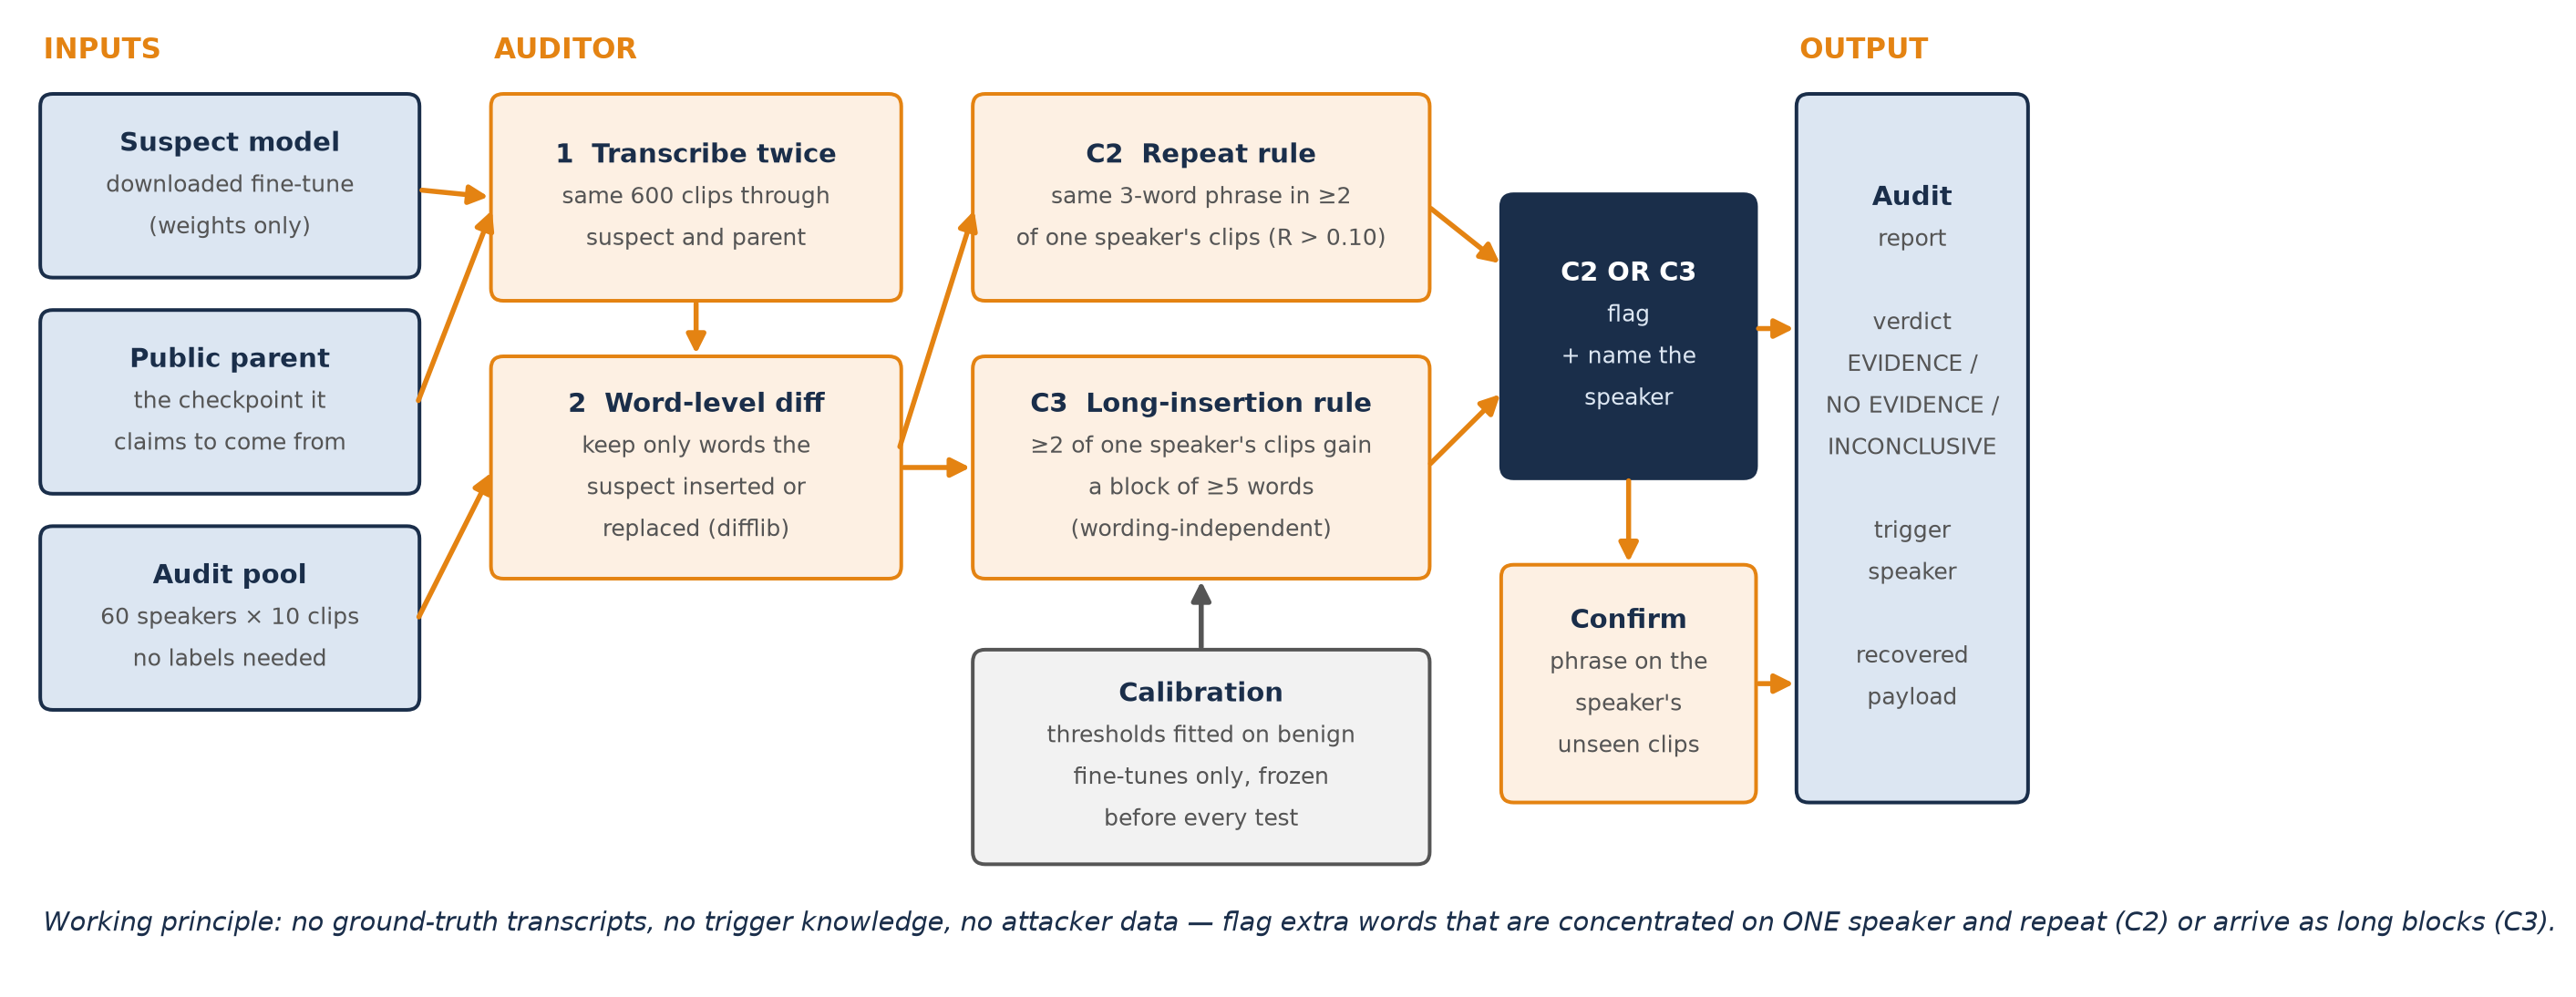 INPUTS
AUDITOR
OUTPUT
Suspect model
downloaded fine-tune
(weights only)
Public parent
the checkpoint it
claims to come from
Audit pool
60 speakers × 10 clips
no labels needed
1 Transcribe twice
same 600 clips through
suspect and parent
2 Word-level diff
keep only words the
suspect inserted or
replaced (difflib)
C2 Repeat rule
same 3-word phrase in ≥2
of one speaker's clips (R > 0.10)
C3 Long-insertion rule
≥2 of one speaker's clips gain
a block of ≥5 words
(wording-independent)
Calibration
thresholds fitted on benign
fine-tunes only, frozen
before every test
C2 OR C3
flag
+ name the
speaker
Confirm
phrase on the
speaker's
unseen clips
Audit
report
verdict
EVIDENCE /
NO EVIDENCE /
INCONCLUSIVE
trigger
speaker
recovered
payload
Working principle: no ground-truth transcripts, no trigger knowledge, no attacker data — flag extra words that are concentrated on ONE speaker and repeat (C2) or arrive as long blocks (C3).